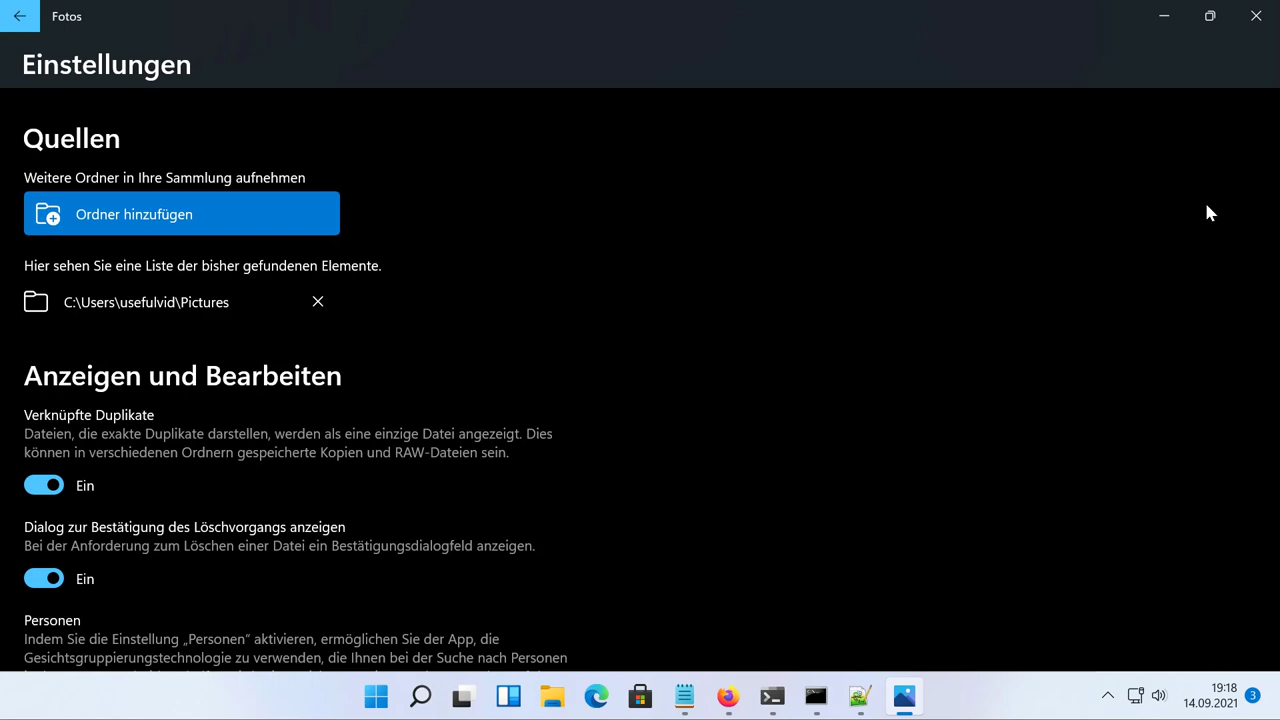 Fotos
Einstellungen
Quellen
Weitere Ordner in Ihre Sammlung aufnehmen
Ordner hinzufügen
Hier sehen Sie eine Liste der bisher gefundenen Elemente.
C:\Users\usefulvid\Pictures
Anzeigen und Bearbeiten
Verknüpfte Duplikate
Dateien, die exakte Duplikate darstellen, werden als eine einzige Datei angezeigt. Dies
können in verschiedenen Ordnern gespeicherte Kopien und RAW-Dateien sein.
Ein
Dialog zur Bestätigung des Löschvorgangs anzeigen
Bei der Anforderung zum Löschen einer Datei ein Bestätigungsdialogfeld anzeigen.
Ein
Personen
Indem Sie die Einstellung „Personen“ aktivieren, ermöglichen Sie der App, die
Gesichtsgruppierungstechnologie zu verwenden, die Ihnen bei der Suche nach Personen
19:18
14.09.2021
3